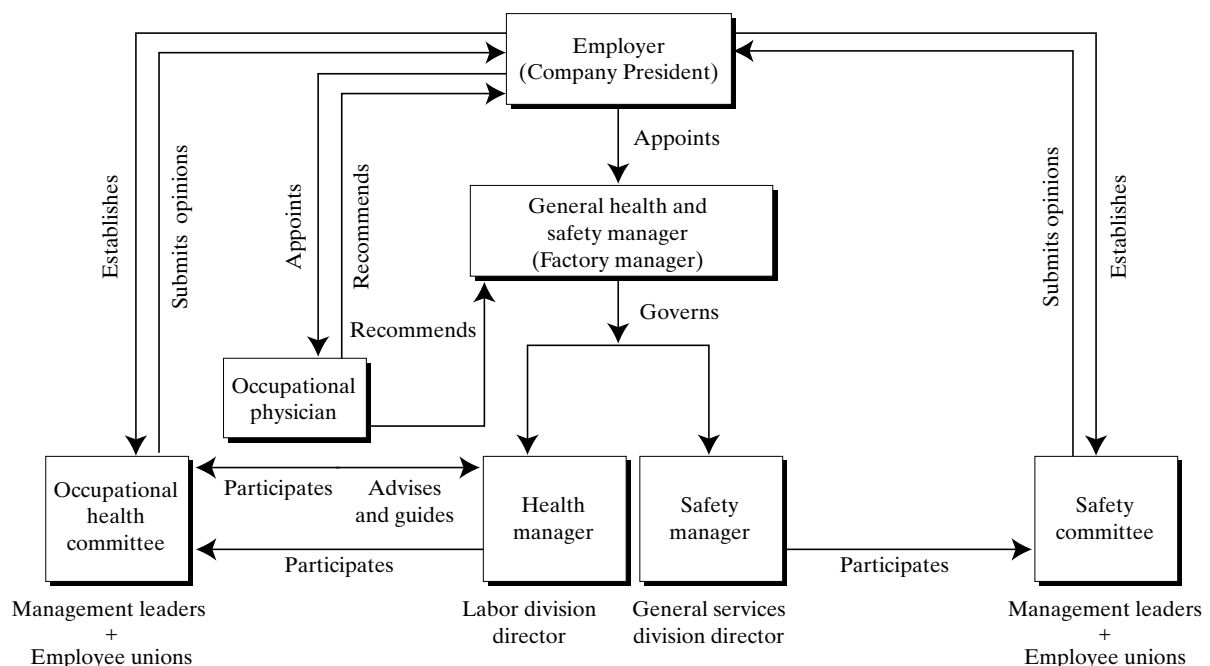 Employer
(Company President)
Appoints
Establishes
Submits opinions
Appoints
Recommends
General health and
safety manager
(Factory manager)
Submits opinions
Establishes
Recommends
Governs
Occupational
physician
Occupational
health
committee
Participates
Advises
and guides
Participates
Health
manager
Safety
manager
Participates
Safety
committee
Management leaders
+
Employee unions
Labor division
director
General services
division director
Management leaders
+
Employee unions